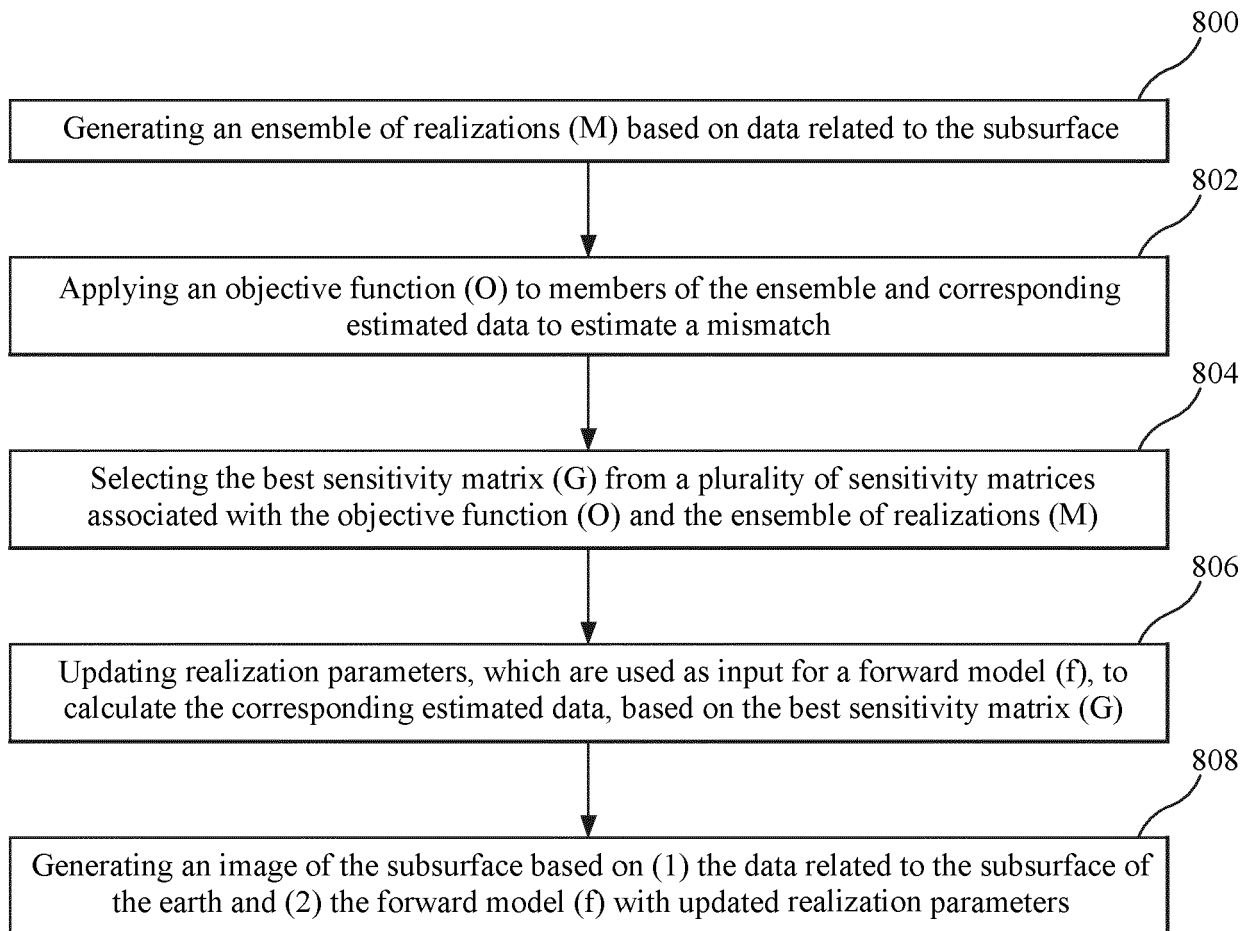 800
Generating an ensemble of realizations (M) based on data related to the subsurface
802
Applying an objective function (O) to members of the ensemble and corresponding
estimated data to estimate a mismatch
804
Selecting the best sensitivity matrix (G) from a plurality of sensitivity matrices
associated with the objective function (O) and the ensemble of realizations (M)
806
Updating realization parameters, which are used as input for a forward model (f), to
calculate the corresponding estimated data, based on the best sensitivity matrix (G)
808
Generating an image of the subsurface based on (1) the data related to the subsurface of
the earth and (2) the forward model (f) with updated realization parameters